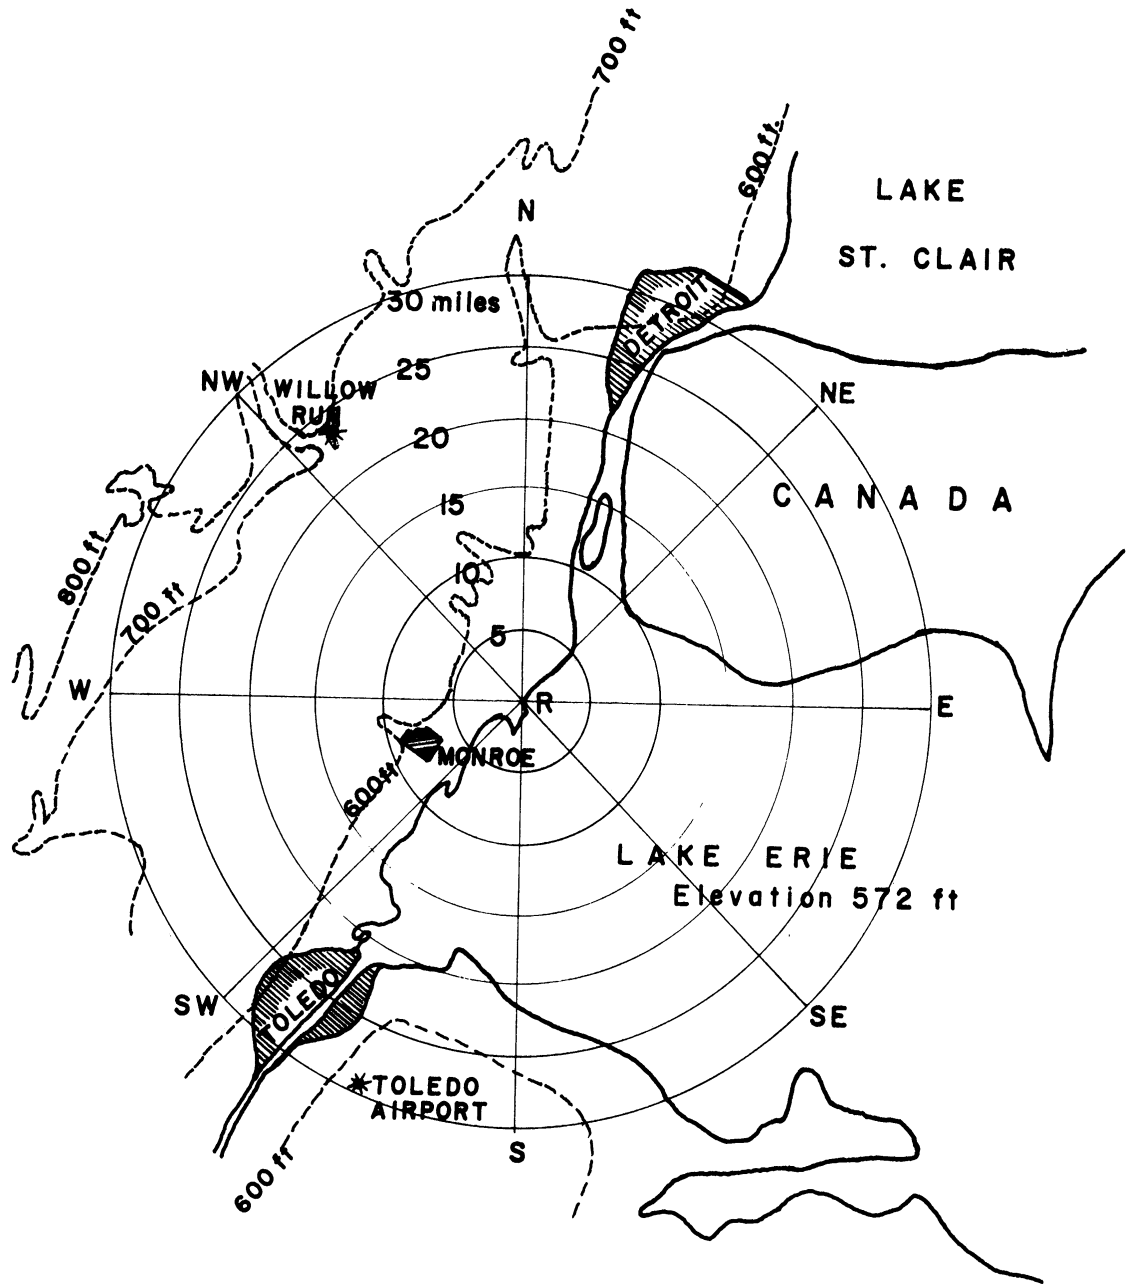 700 ft
600 ft.
LAKE
ST. CLAIR
N
30 miles
DETROIT
25
NW
WILLOW
RUN
NE
20
15
CANADA
800 ft
10
700 ft
5
W
R
E
MONROE
600 ft
LAKE ERIE
Elevation 572 ft
SW
TOLEDO
SE
TOLEDO
AIRPORT
S
600 ft